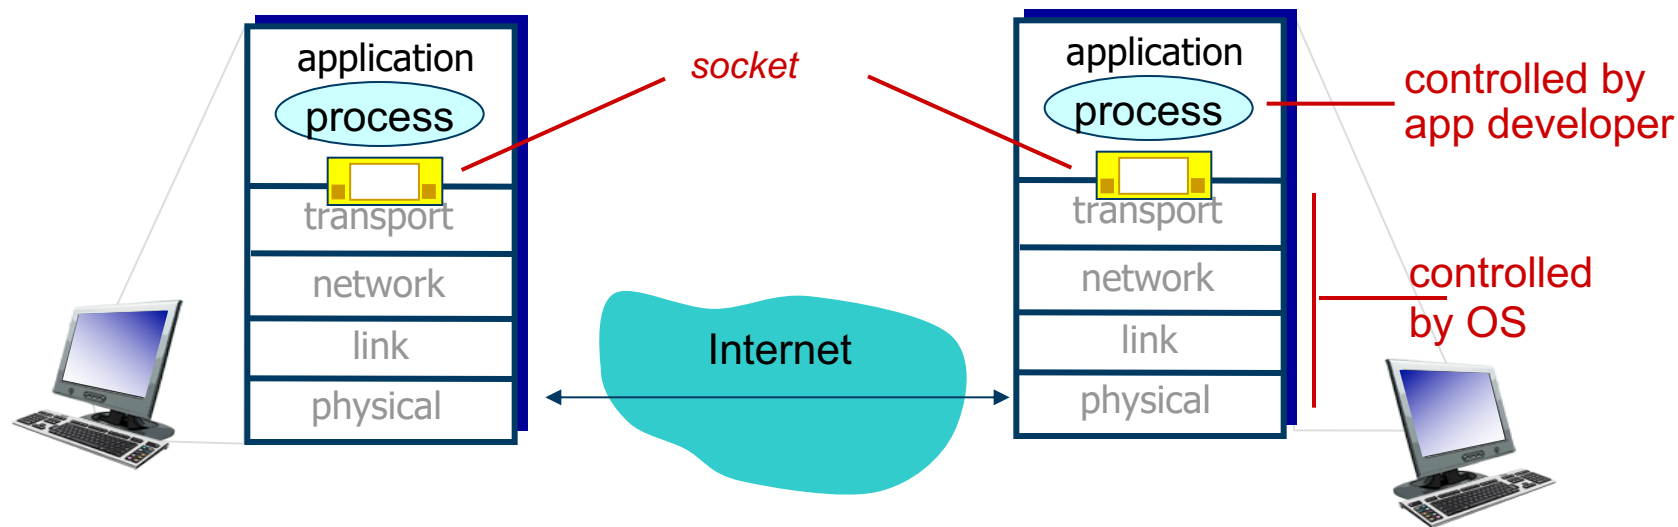 application
process
transport
network
link
physical
socket
Internet
application
process
transport
network
link
physical
controlled by
app developer
controlled
by OS